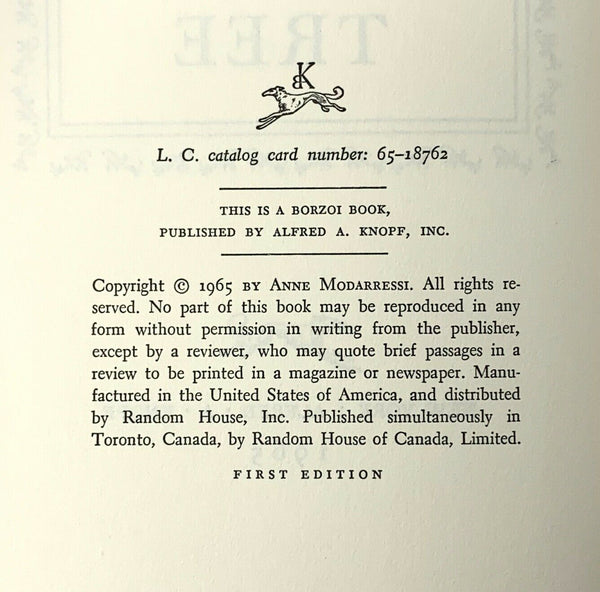 BK
L. C. catalog card number: 65–18762
THIS IS A BORZOI BOOK,
PUBLISHED BY ALFRED A. KNOPF, INC.
Copyright © 1965 BY ANNE MODARRESSI. All rights re-
served. No part of this book may be reproduced in any
form without permission in writing from the publisher,
except by a reviewer, who may quote brief passages in a
review to be printed in a magazine or newspaper. Manu-
factured in the United States of America, and distributed
by Random House, Inc. Published simultaneously in
Toronto, Canada, by Random House of Canada, Limited.
FIRST EDITION